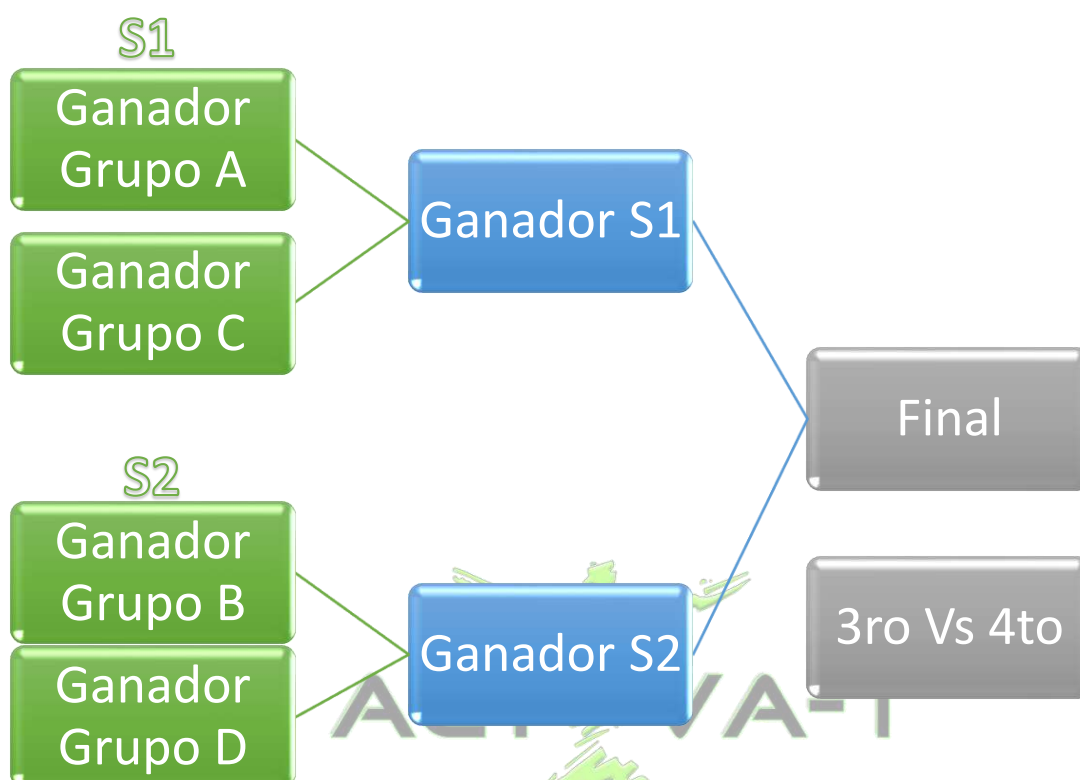 S1
Ganador
Grupo A
Ganador
Grupo C
Ganador S1
Final
S2
Ganador
Grupo B
Ganador
Grupo D
Ganador S2
3ro Vs 4to